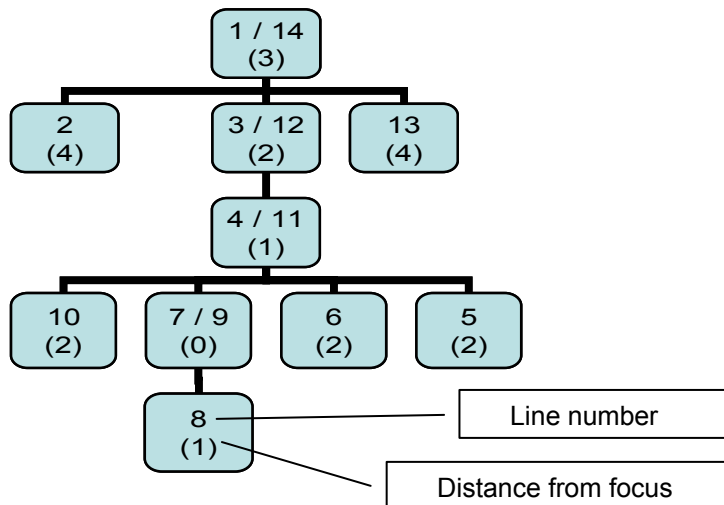 1 / 14
(3)
2
(4)
3 / 12
(2)
13
(4)
4 / 11
(1)
10
(2)
7 / 9
(0)
6
(2)
5
(2)
8
(1)
Line number
Distance from focus